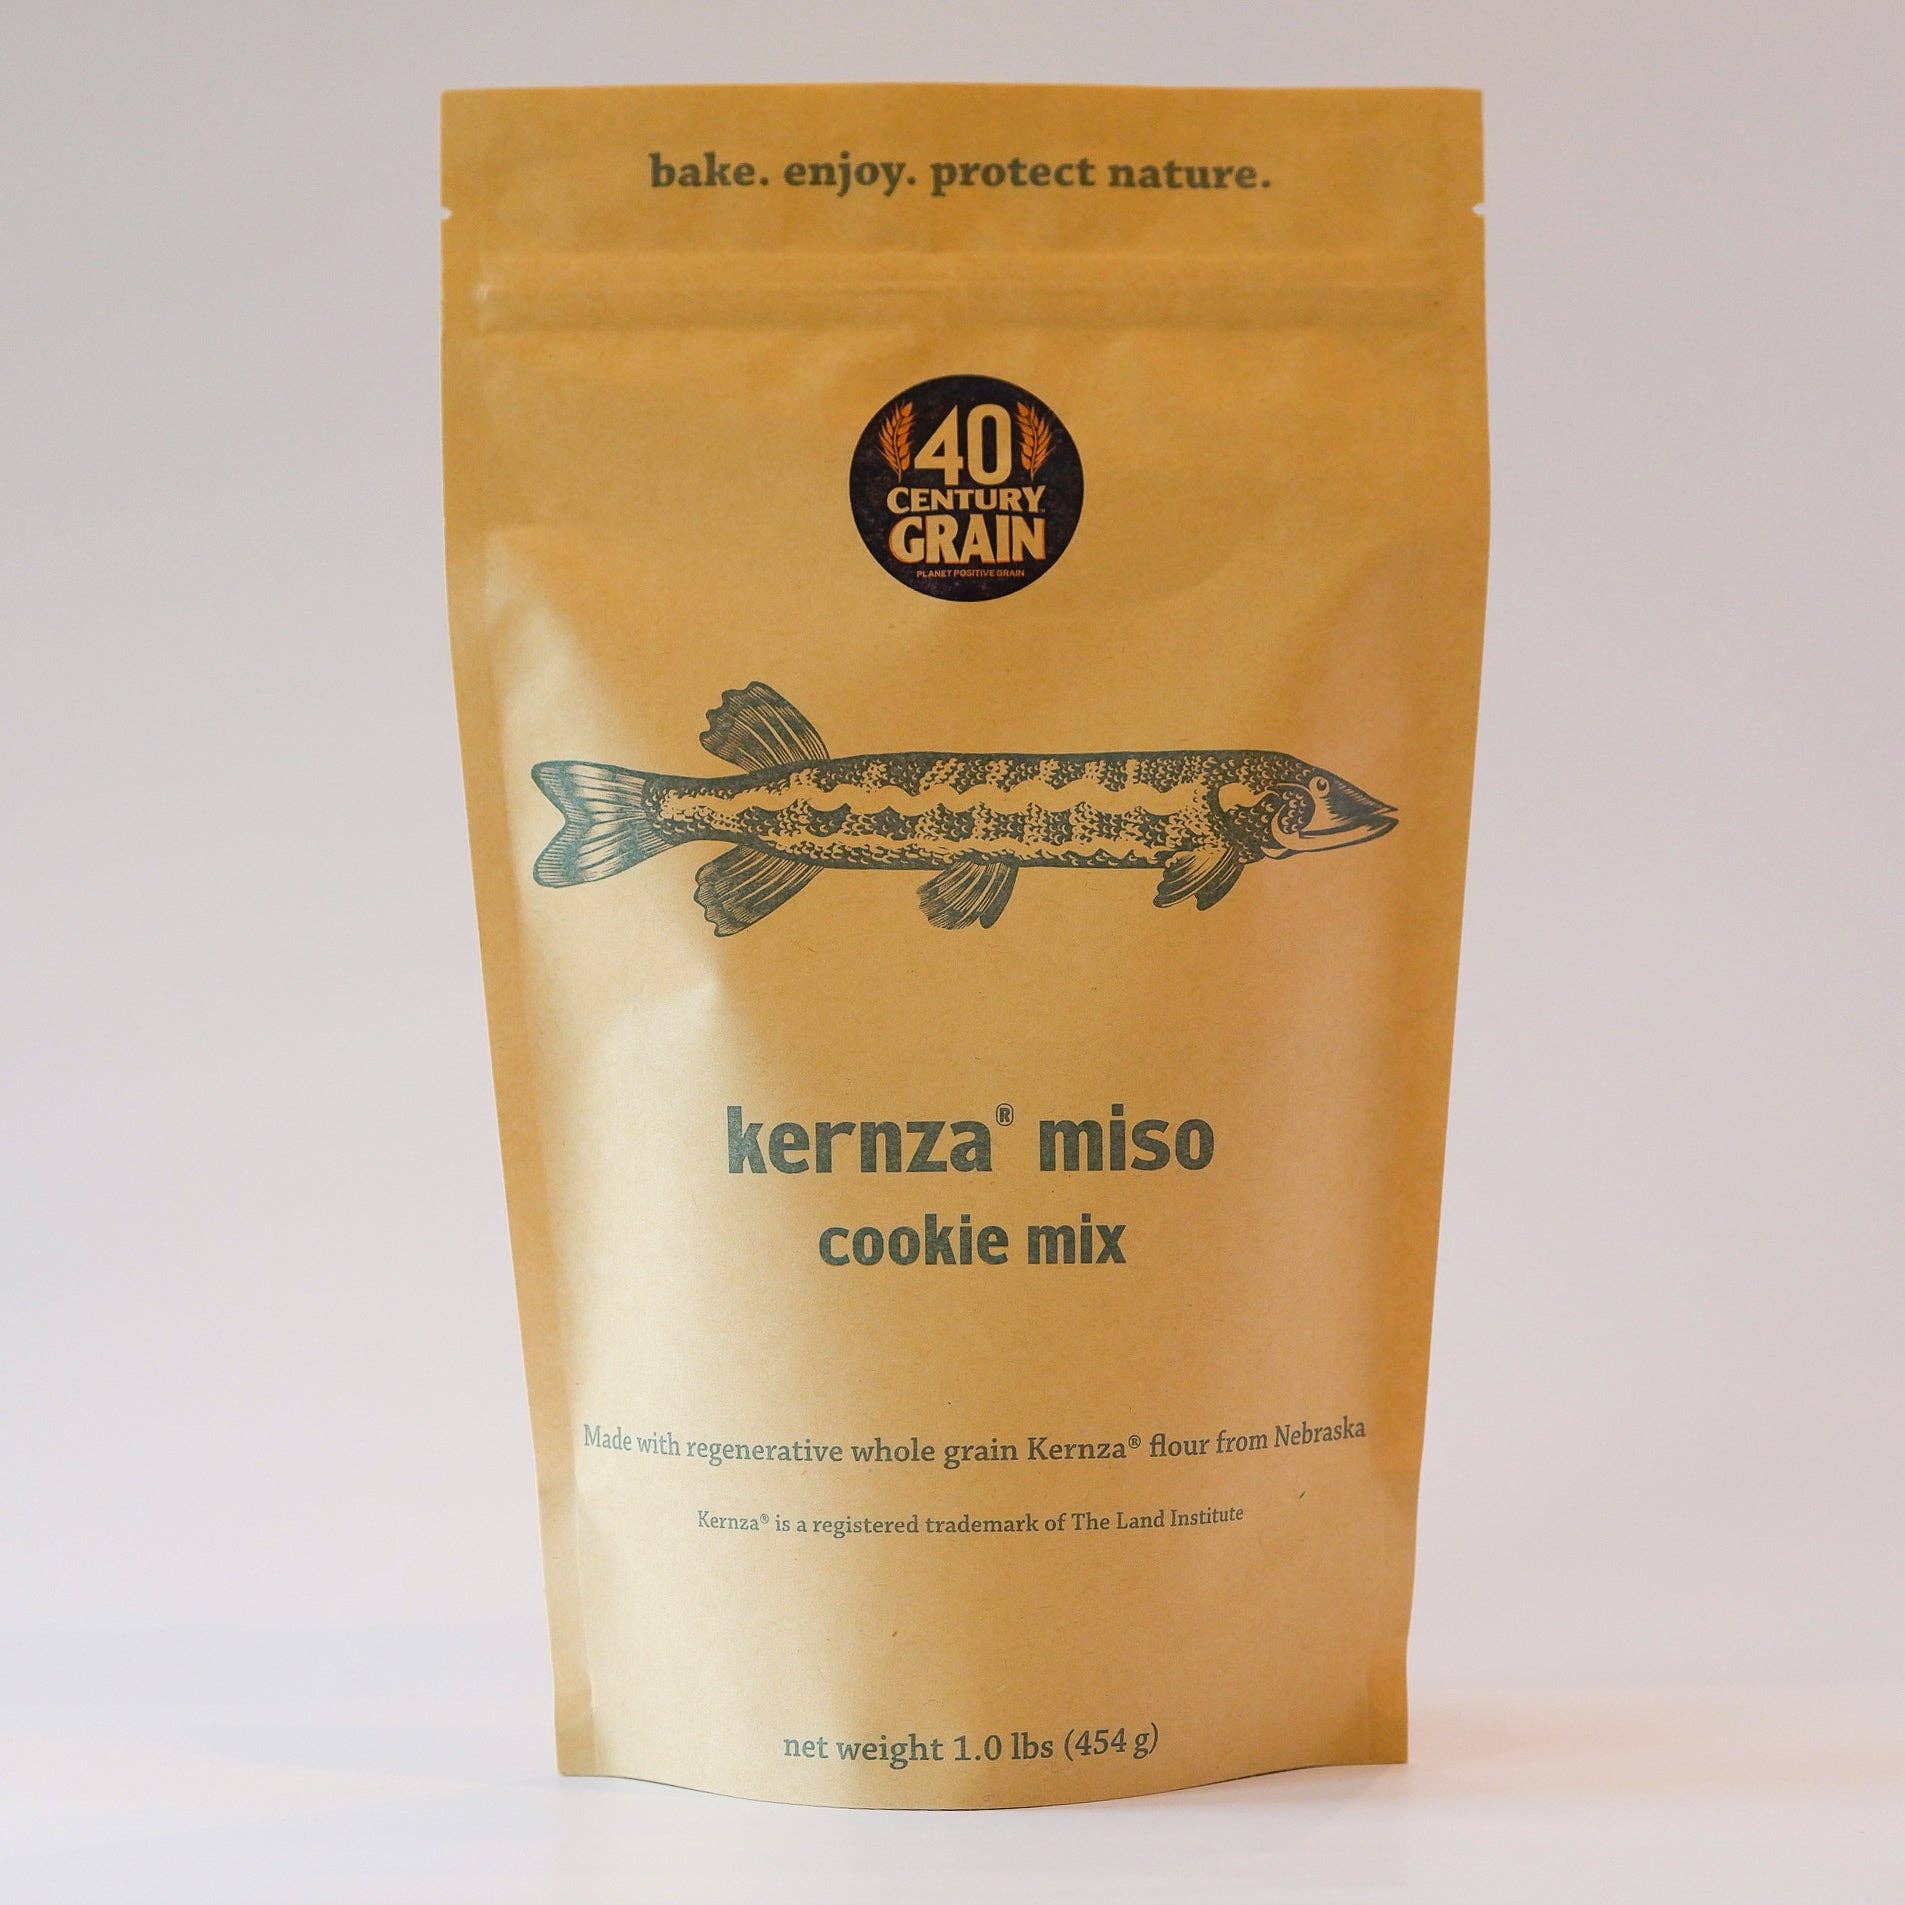 bake. enjoy. protect nature.
40
CENTURY
GRAIN
PLANET POSITIVE GRAIN
kernza® miso
cookie mix
Made with regenerative whole grain Kernza® flour from Nebraska
Kernza® is a registered trademark of The Land Institute
net weight 1.0 lbs (454 g)